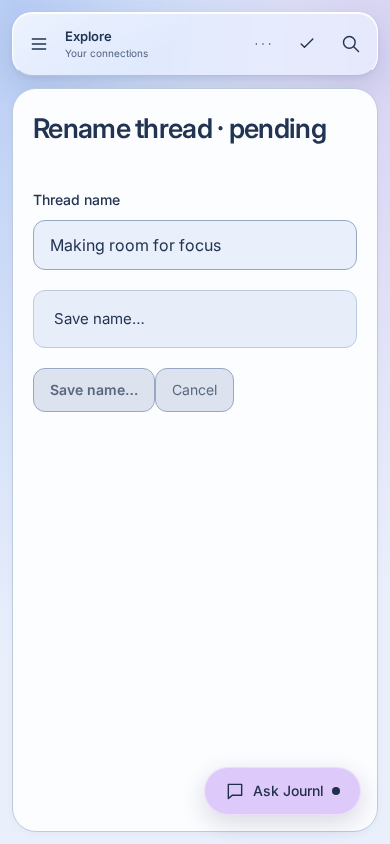 Explore
Your connections
Rename thread · pending
Thread name
Making room for focus
Save name…
Save name…
Cancel
Ask Journl